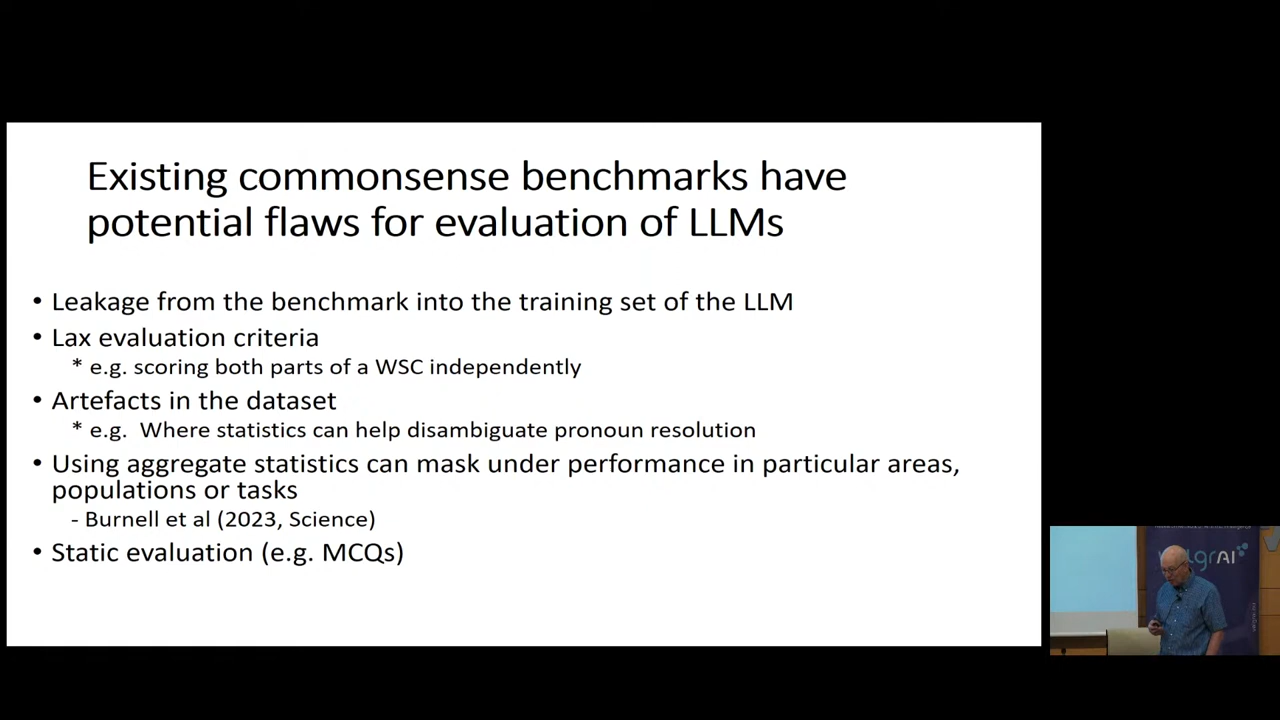 Existing commonsense benchmarks have
potential flaws for evaluation of LLMs
• Leakage from the benchmark into the training set of the LLM
• Lax evaluation criteria
* e.g. scoring both parts of a WSC independently
• Artefacts in the dataset
* e.g. Where statistics can help disambiguate pronoun resolution
• Using aggregate statistics can mask under performance in particular areas,
populations or tasks
- Burnell et al (2023, Science)
• Static evaluation (e.g. MCQs)
valgrAI